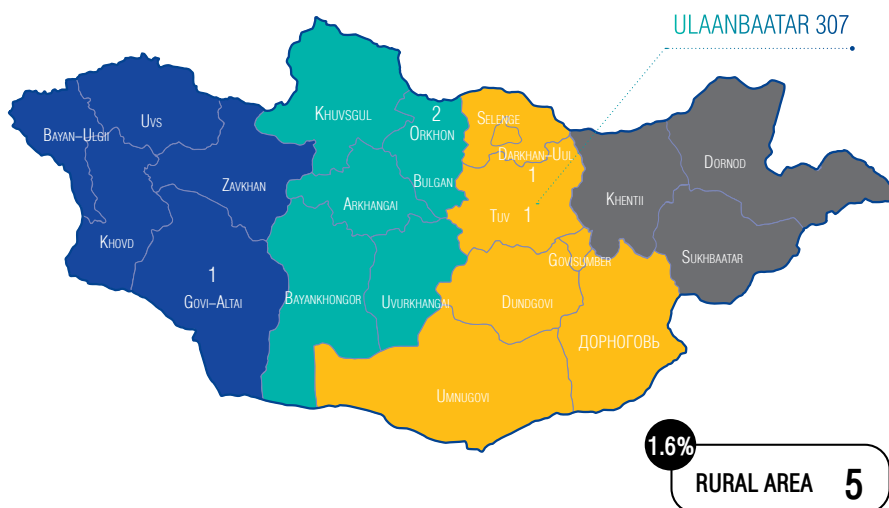 ULAANBAATAR 307
Khuvsgul
2
Orkhon
Selenge
Uvs
Bayan-Ulgii
Darkhan-Uul
1
Dornod
Zavkhan
Bulgan
Khentii
Arkhangai
Tuv 1
Khovd
Govisumber
Sukhbaatar
1
Govi-Altai
Bayankhongor
Uvurkhangai
Dundgovi
ДОРНОГОВЬ
Umnugovi
1.6%
RURAL AREA 5